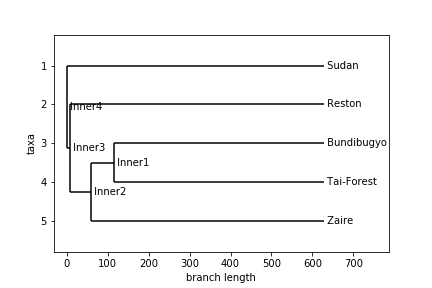 1
Sudan
2
Inner4
Reston
3
Inner3
Bundibugyo
Inner1
4
Tai-Forest
Inner2
5
Zaire
taxa
0 100 200 300 400 500 600 700
branch length